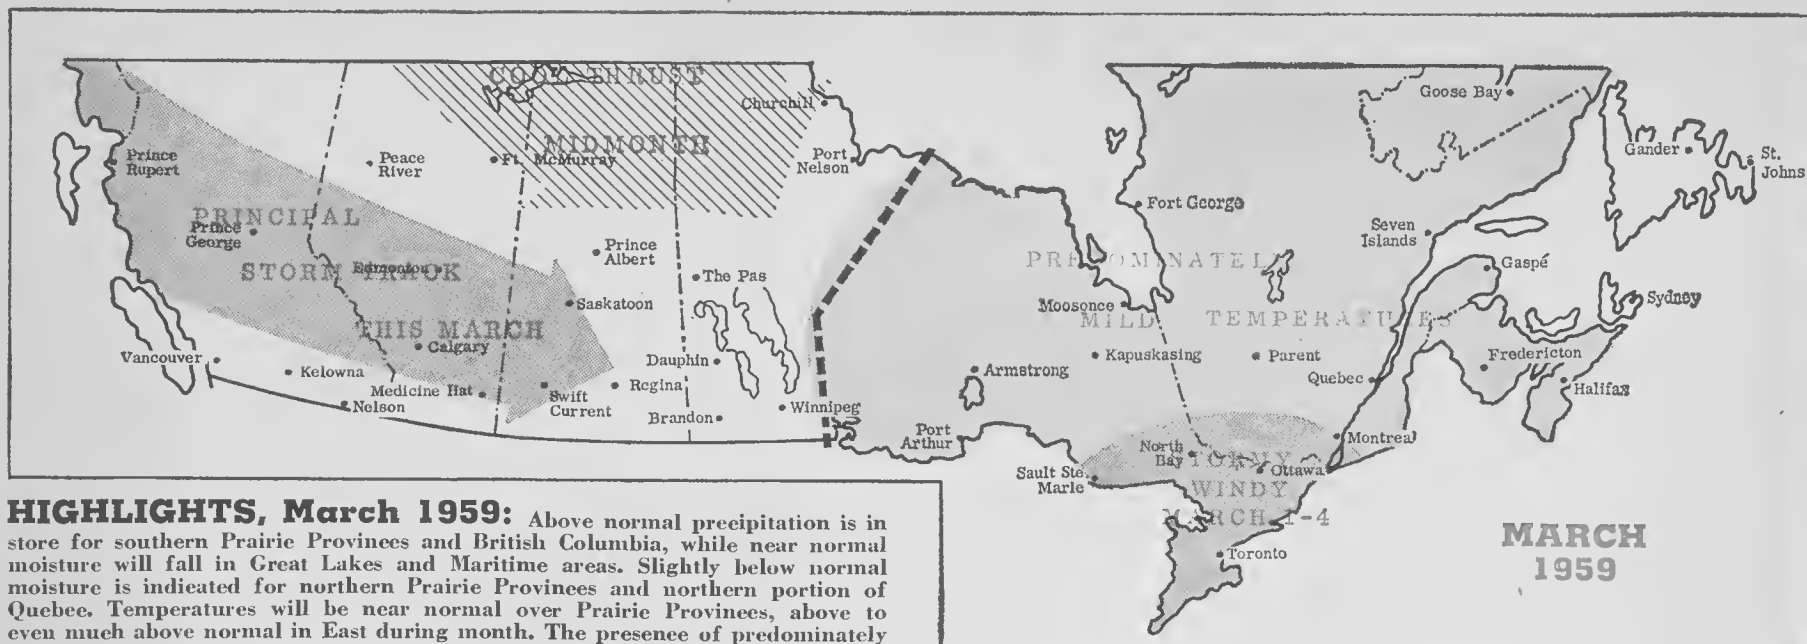 COOL THRUST
MIDMONTH
Churchill
Port
Nelson
Prince
Rupert
Peace
River
Ft. McMurray
PRINCIPAL
Prince
George
STORM TRACK
Edmonton
Prince
Albert
The Pas
Saskatoon
THIS MARCH
Calgary
Vancouver
Kelowna
Nelson
Medicine Hat
Swift
Current
Regina
Dauphin
Brandon
Winnipeg
Goose Bay
Gander
St.
Johns
Fort George
Seven
Islands
Gaspé
Sydney
PREDOMINATELY
Moosonee
MILD TEMPERATURES
Kapuskasing
Parent
Fredericton
Armstrong
Quebec
Halifax
Port
Arthur
Montreal
North
Bay
Ottawa
Sault Ste.
Marie
STORMY
WINDY
MARCH 1-4
Toronto
MARCH
1959
HIGHLIGHTS, March 1959: Above normal precipitation is in
store for southern Prairie Provinces and British Columbia, while near normal
moisture will fall in Great Lakes and Maritime areas. Slightly below normal
moisture is indicated for northern Prairie Provinces and northern portion of
Quebec. Temperatures will be near normal over Prairie Provinces, above to
even much above normal in East during month. The presence of predominately